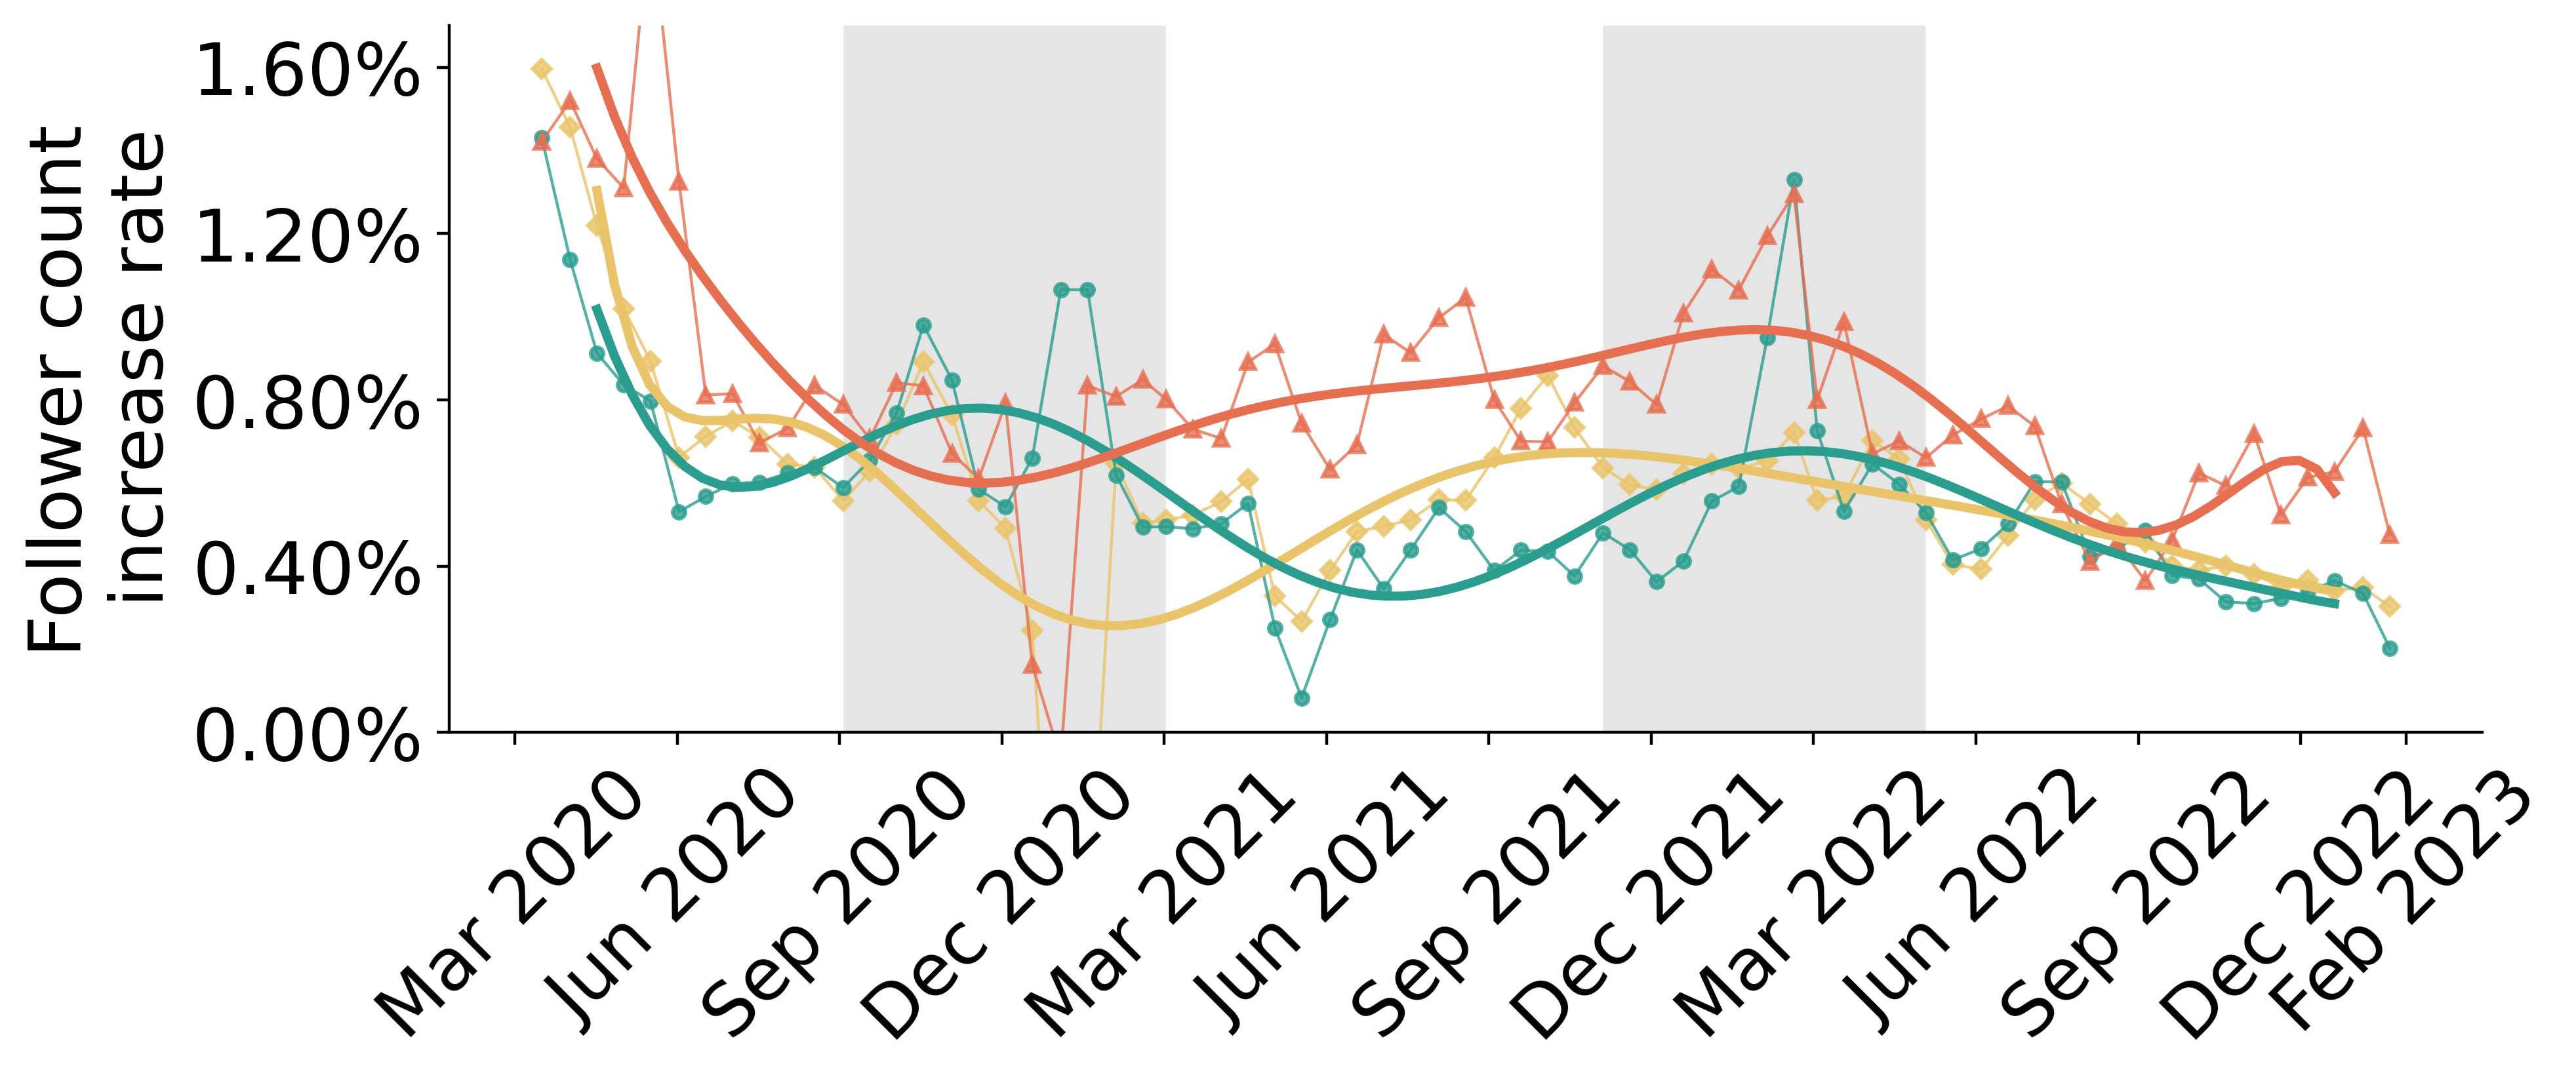 Follower count
increase rate
1.60%
1.20%
0.80%
0.40%
0.00%
Mar 2020
Jun 2020
Sep 2020
Dec 2020
Mar 2021
Jun 2021
Sep 2021
Dec 2021
Mar 2022
Jun 2022
Sep 2022
Dec 2022
Feb 2023